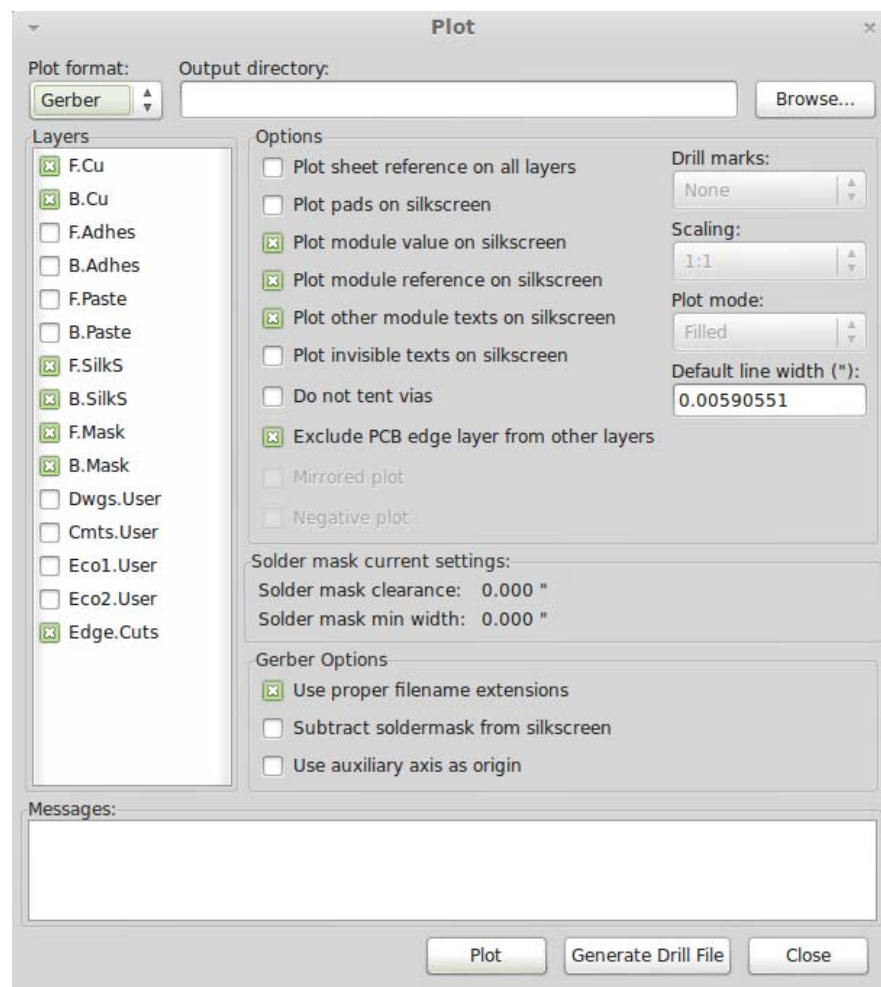 Plot
Plot format:
Output directory:
Gerber
Browse...
Layers
F.Cu
B.Cu
F.Adhes
B.Adhes
F.Paste
B.Paste
F.SilkS
B.SilkS
F.Mask
B.Mask
Dwgs.User
Cmts.User
Eco1.User
Eco2.User
Edge.Cuts
Options
Plot sheet reference on all layers
Plot pads on silkscreen
Plot module value on silkscreen
Plot module reference on silkscreen
Plot other module texts on silkscreen
Plot invisible texts on silkscreen
Do not tent vias
Exclude PCB edge layer from other layers
Mirrored plot
Negative plot
Drill marks:
None
Scaling:
1:1
Plot mode:
Filled
Default line width ("):
0.00590551
Solder mask current settings:
Solder mask clearance: 0.000 "
Solder mask min width: 0.000 "
Gerber Options
Use proper filename extensions
Subtract soldermask from silkscreen
Use auxiliary axis as origin
Messages:
Plot
Generate Drill File
Close